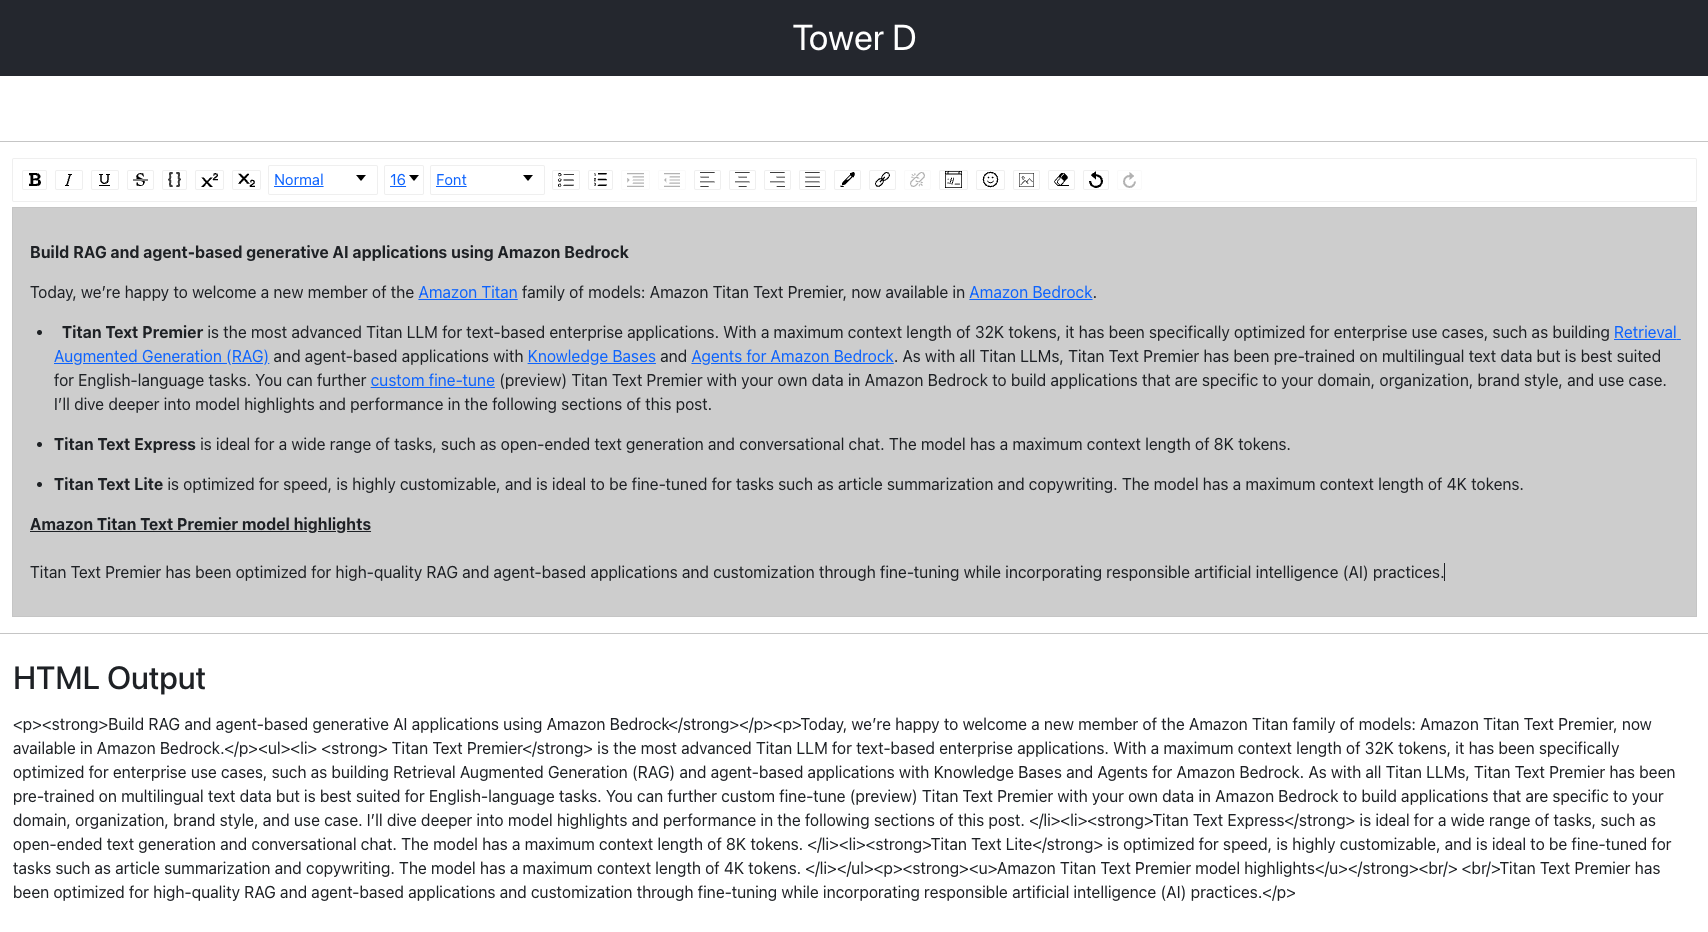 Tower D
B I U S {} x² x₂ Normal 16 Font
Build RAG and agent-based generative AI applications using Amazon Bedrock
Today, we’re happy to welcome a new member of the Amazon Titan family of models: Amazon Titan Text Premier, now available in Amazon Bedrock.
• Titan Text Premier is the most advanced Titan LLM for text-based enterprise applications. With a maximum context length of 32K tokens, it has been specifically optimized for enterprise use cases, such as building Retrieval
Augmented Generation (RAG) and agent-based applications with Knowledge Bases and Agents for Amazon Bedrock. As with all Titan LLMs, Titan Text Premier has been pre-trained on multilingual text data but is best suited
for English-language tasks. You can further custom fine-tune (preview) Titan Text Premier with your own data in Amazon Bedrock to build applications that are specific to your domain, organization, brand style, and use case.
I’ll dive deeper into model highlights and performance in the following sections of this post.
• Titan Text Express is ideal for a wide range of tasks, such as open-ended text generation and conversational chat. The model has a maximum context length of 8K tokens.
• Titan Text Lite is optimized for speed, is highly customizable, and is ideal to be fine-tuned for tasks such as article summarization and copywriting. The model has a maximum context length of 4K tokens.
Amazon Titan Text Premier model highlights
Titan Text Premier has been optimized for high-quality RAG and agent-based applications and customization through fine-tuning while incorporating responsible artificial intelligence (AI) practices.
HTML Output
<p><strong>Build RAG and agent-based generative AI applications using Amazon Bedrock</strong></p><p>Today, we’re happy to welcome a new member of the Amazon Titan family of models: Amazon Titan Text Premier, now
available in Amazon Bedrock.</p><ul><li> <strong> Titan Text Premier</strong> is the most advanced Titan LLM for text-based enterprise applications. With a maximum context length of 32K tokens, it has been specifically
optimized for enterprise use cases, such as building Retrieval Augmented Generation (RAG) and agent-based applications with Knowledge Bases and Agents for Amazon Bedrock. As with all Titan LLMs, Titan Text Premier has been
pre-trained on multilingual text data but is best suited for English-language tasks. You can further custom fine-tune (preview) Titan Text Premier with your own data in Amazon Bedrock to build applications that are specific to your
domain, organization, brand style, and use case. I’ll dive deeper into model highlights and performance in the following sections of this post. </li><li><strong>Titan Text Express</strong> is ideal for a wide range of tasks, such as
open-ended text generation and conversational chat. The model has a maximum context length of 8K tokens. </li><li><strong>Titan Text Lite</strong> is optimized for speed, is highly customizable, and is ideal to be fine-tuned for
tasks such as article summarization and copywriting. The model has a maximum context length of 4K tokens. </li></ul><p><strong><u>Amazon Titan Text Premier model highlights</u></strong><br/> <br/>Titan Text Premier has
been optimized for high-quality RAG and agent-based applications and customization through fine-tuning while incorporating responsible artificial intelligence (AI) practices.</p>